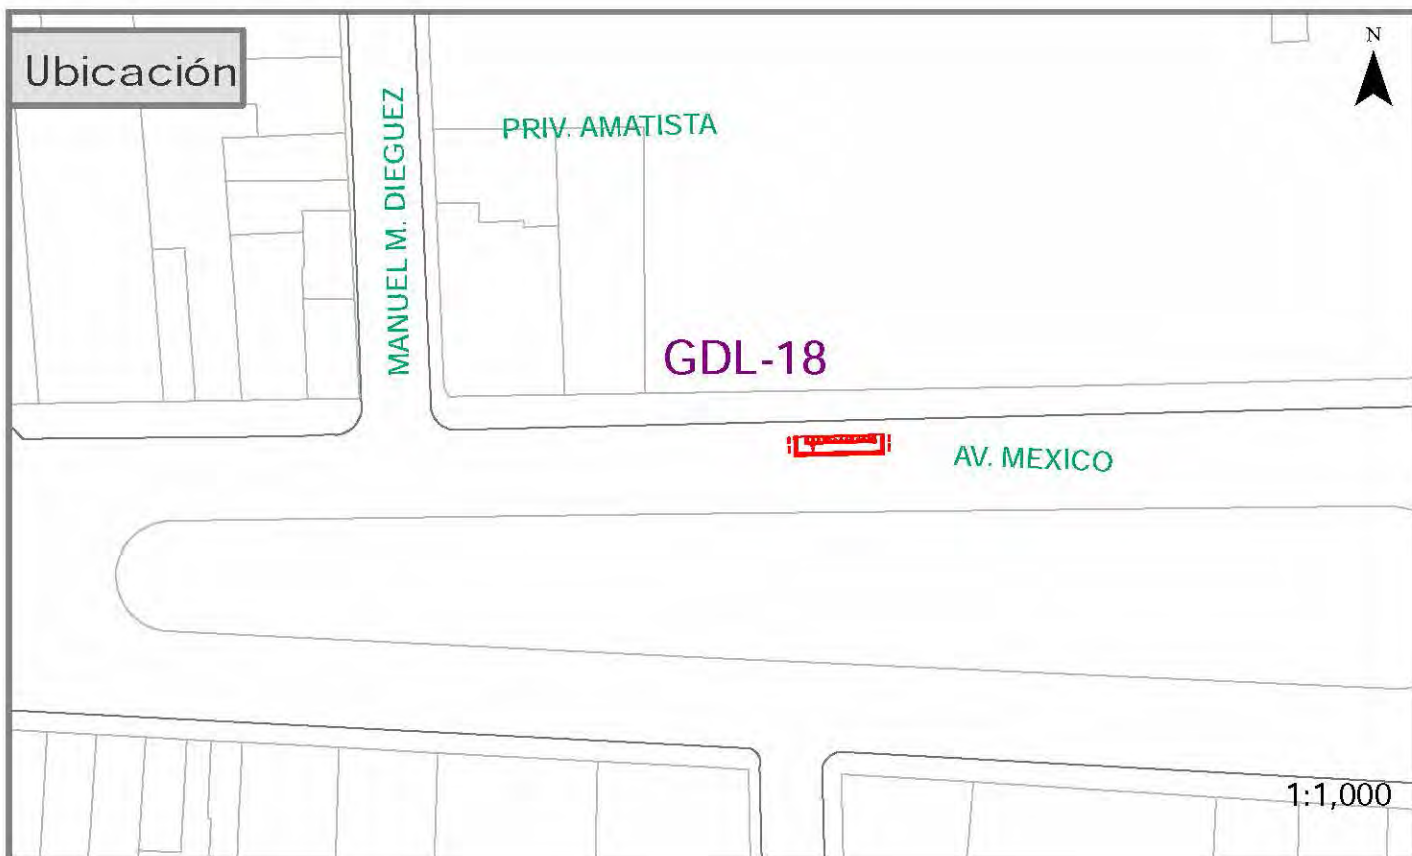 Ubicación
N
PRIV. AMATISTA
MANUEL M. DIEGUEZ
GDL-18
AV. MEXICO
1:1,000